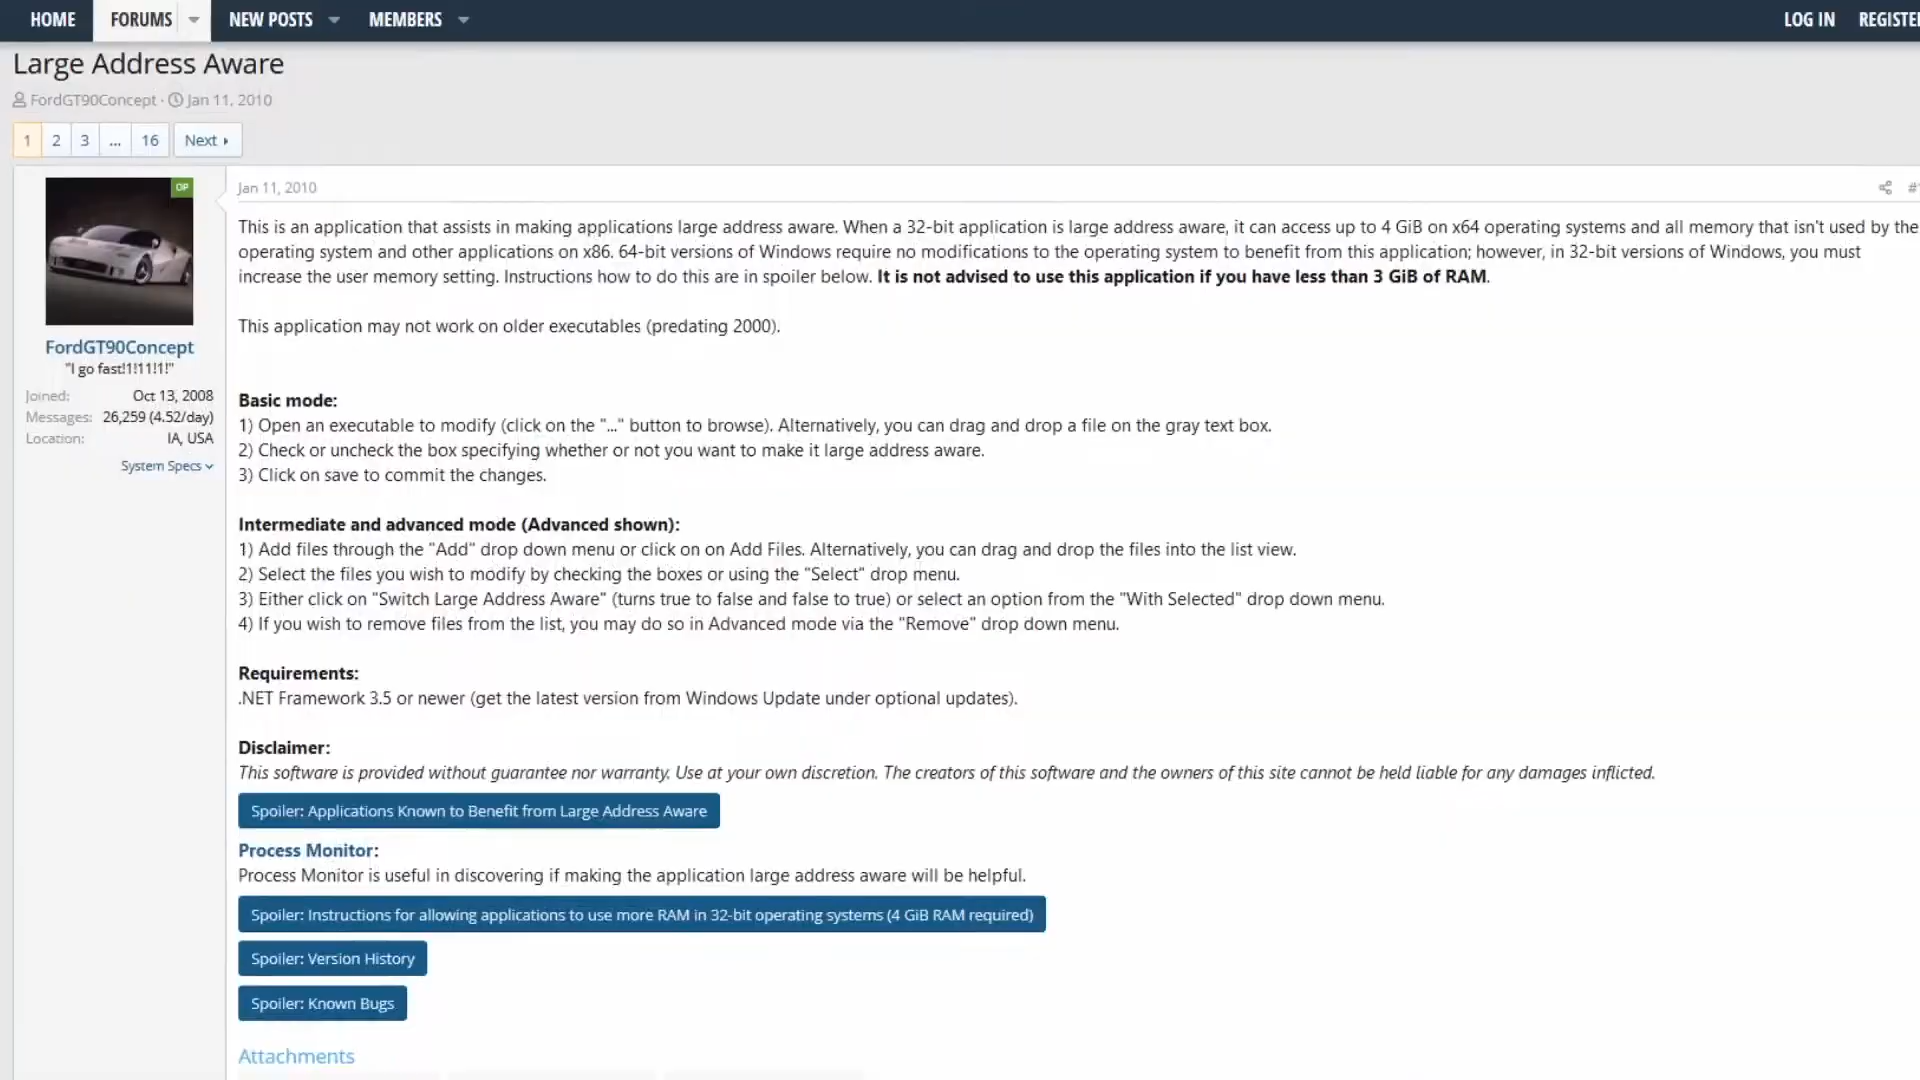 HOME
FORUMS
NEW POSTS
MEMBERS
LOG IN
Large Address Aware
FordGT90Concept · Jan 11, 2010
1 2 3 ... 16 Next
OP
FordGT90Concept
"I go fast!1!11!1!"
Joined: Oct 13, 2008
Messages: 26,259 (4.52/day)
Location: IA, USA
System Specs
Jan 11, 2010
This is an application that assists in making applications large address aware. When a 32-bit application is large address aware, it can access up to 4 GiB on x64 operating systems and all memory that isn't used by the
operating system and other applications on x86. 64-bit versions of Windows require no modifications to the operating system to benefit from this application; however, in 32-bit versions of Windows, you must
increase the user memory setting. Instructions how to do this are in spoiler below. It is not advised to use this application if you have less than 3 GiB of RAM.
This application may not work on older executables (predating 2000).
Basic mode:
1) Open an executable to modify (click on the "..." button to browse). Alternatively, you can drag and drop a file on the gray text box.
2) Check or uncheck the box specifying whether or not you want to make it large address aware.
3) Click on save to commit the changes.
Intermediate and advanced mode (Advanced shown):
1) Add files through the "Add" drop down menu or click on on Add Files. Alternatively, you can drag and drop the files into the list view.
2) Select the files you wish to modify by checking the boxes or using the "Select" drop menu.
3) Either click on "Switch Large Address Aware" (turns true to false and false to true) or select an option from the "With Selected" drop down menu.
4) If you wish to remove files from the list, you may do so in Advanced mode via the "Remove" drop down menu.
Requirements:
.NET Framework 3.5 or newer (get the latest version from Windows Update under optional updates).
Disclaimer:
This software is provided without guarantee nor warranty. Use at your own discretion. The creators of this software and the owners of this site cannot be held liable for any damages inflicted.
Spoiler: Applications Known to Benefit from Large Address Aware
Process Monitor:
Process Monitor is useful in discovering if making the application large address aware will be helpful.
Spoiler: Instructions for allowing applications to use more RAM in 32-bit operating systems (4 GiB RAM required)
Spoiler: Version History
Spoiler: Known Bugs
Attachments